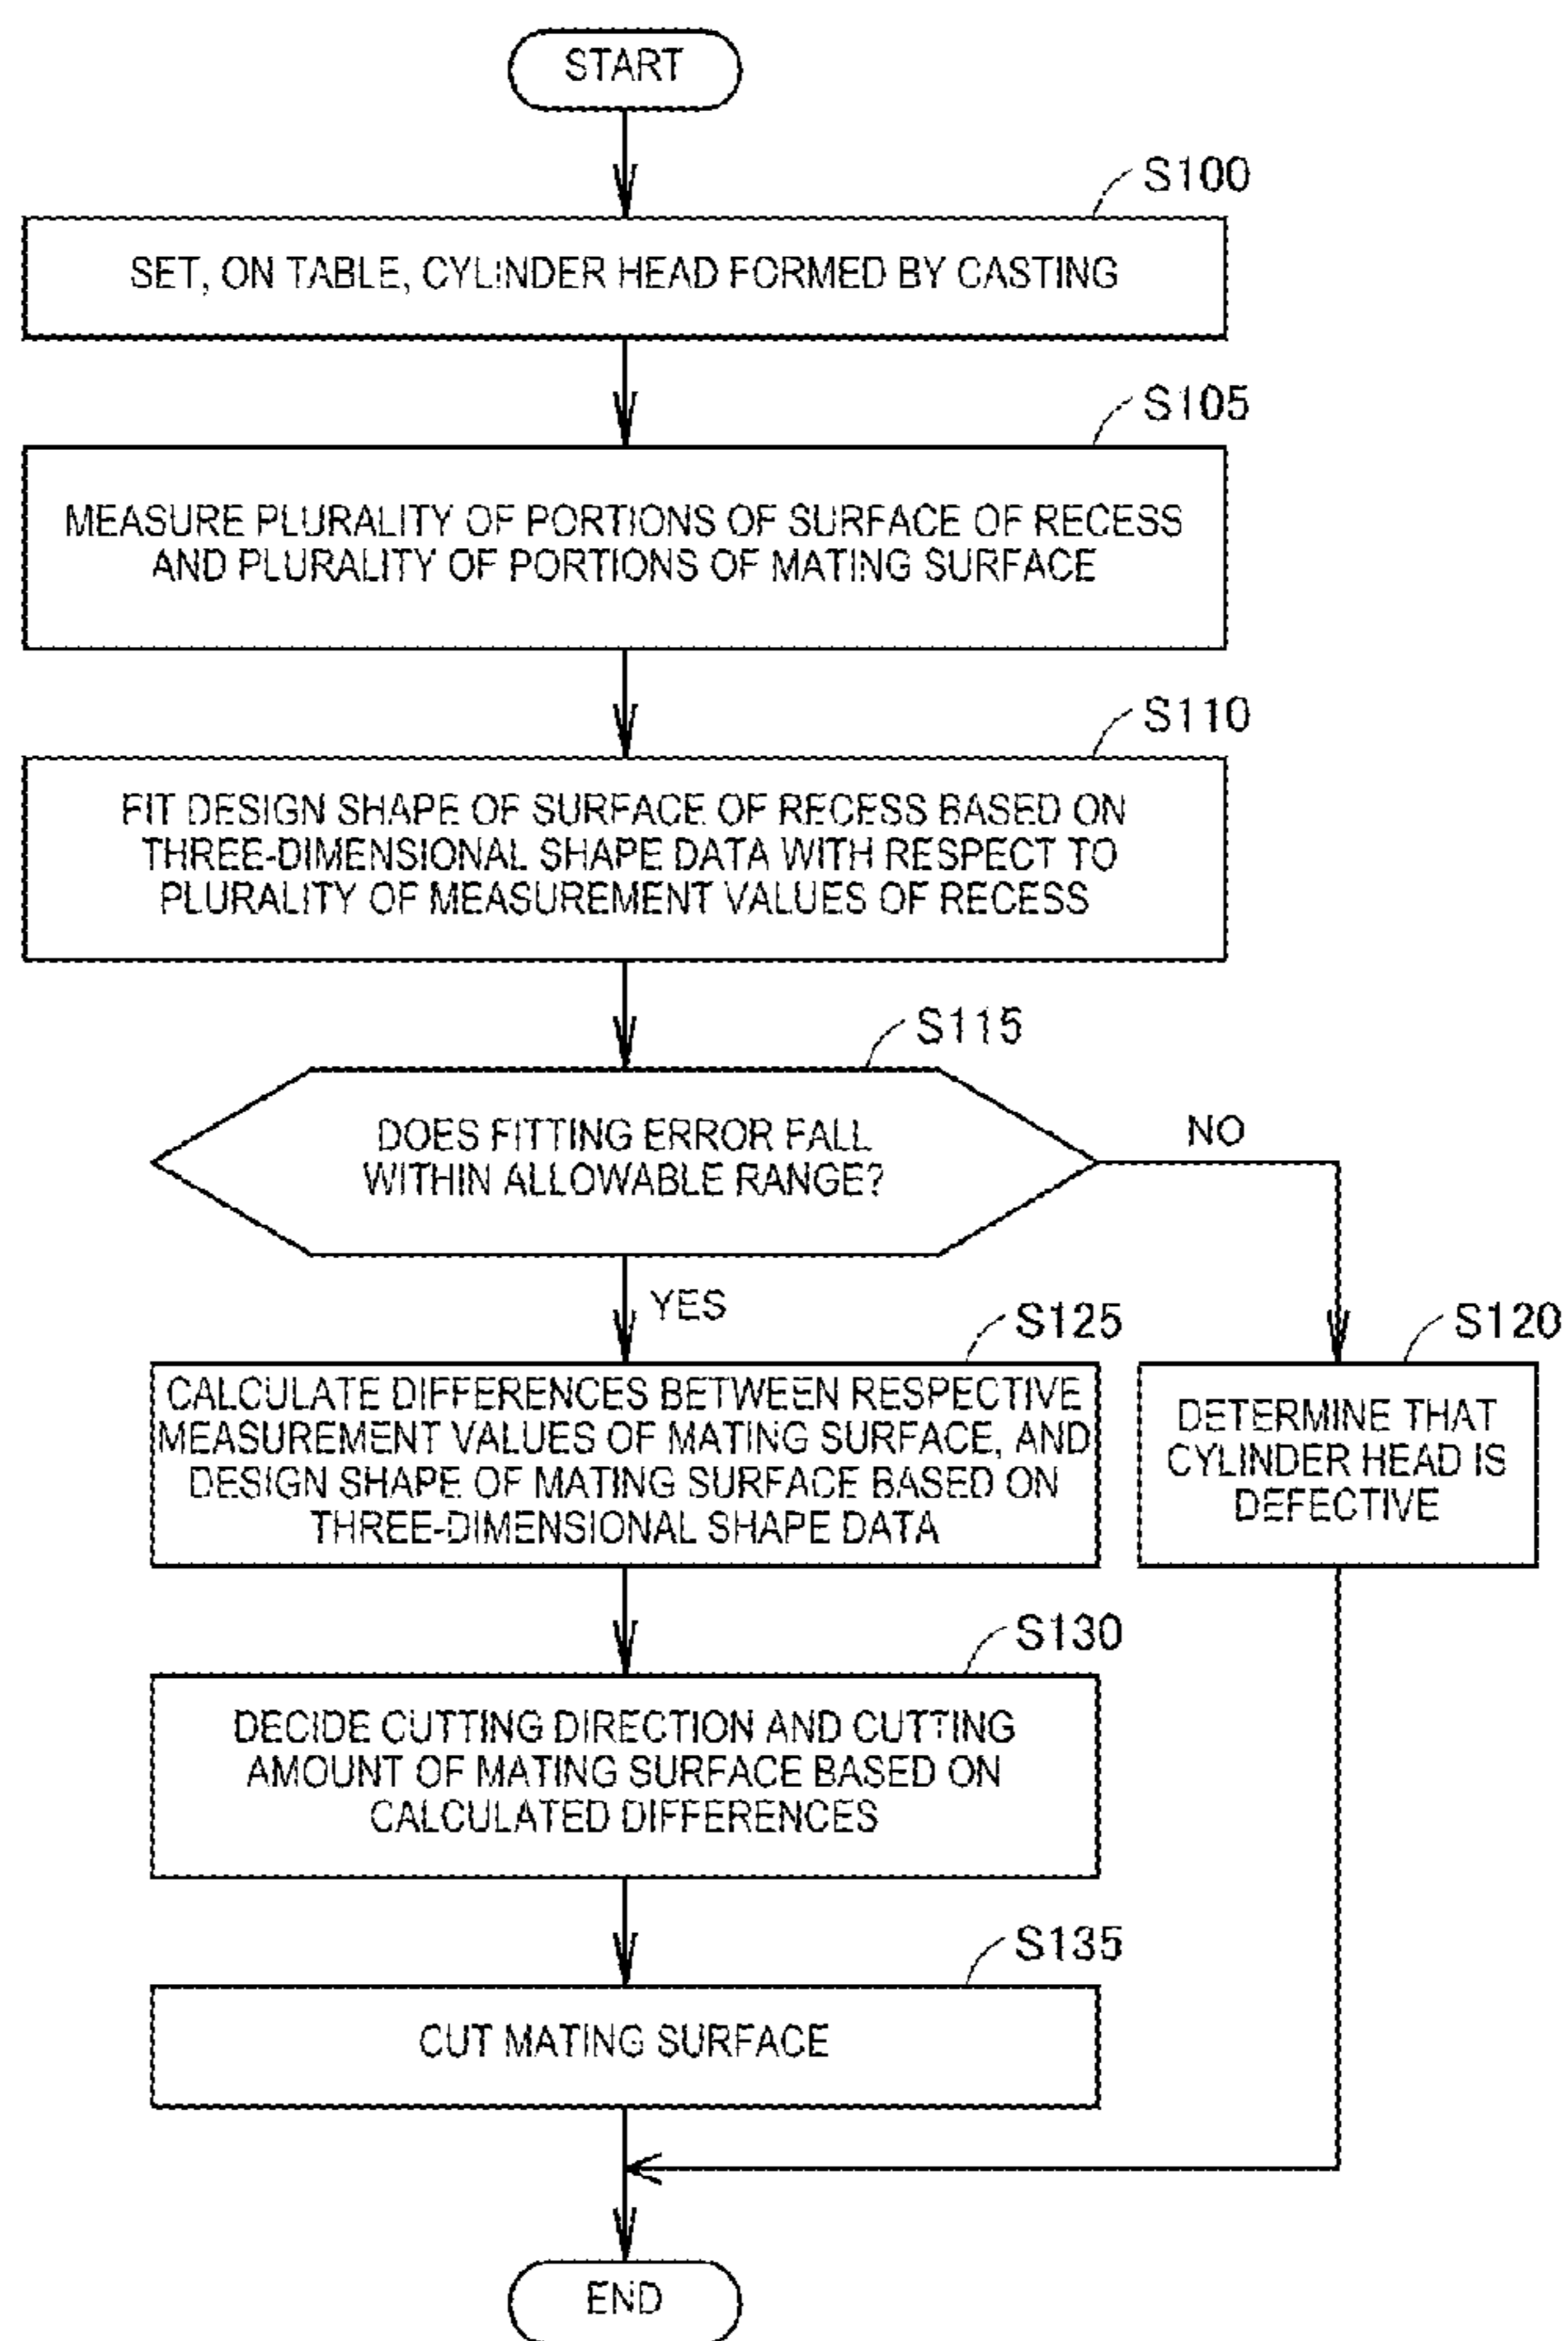 START
S100
SET, ON TABLE, CYLINDER HEAD FORMED BY CASTING
S105
MEASURE PLURALITY OF PORTIONS OF SURFACE OF RECESS
AND PLURALITY OF PORTIONS OF MATING SURFACE
S110
FIT DESIGN SHAPE OF SURFACE OF RECESS BASED ON
THREE-DIMENSIONAL SHAPE DATA WITH RESPECT TO
PLURALITY OF MEASUREMENT VALUES OF RECESS
S115
DOES FITTING ERROR FALL
WITHIN ALLOWABLE RANGE?
NO
YES
S125
CALCULATE DIFFERENCES BETWEEN RESPECTIVE
MEASUREMENT VALUES OF MATING SURFACE, AND
DESIGN SHAPE OF MATING SURFACE BASED ON
THREE-DIMENSIONAL SHAPE DATA
S120
DETERMINE THAT
CYLINDER HEAD IS
DEFECTIVE
S130
DECIDE CUTTING DIRECTION AND CUTTING
AMOUNT OF MATING SURFACE BASED ON
CALCULATED DIFFERENCES
S135
CUT MATING SURFACE
END